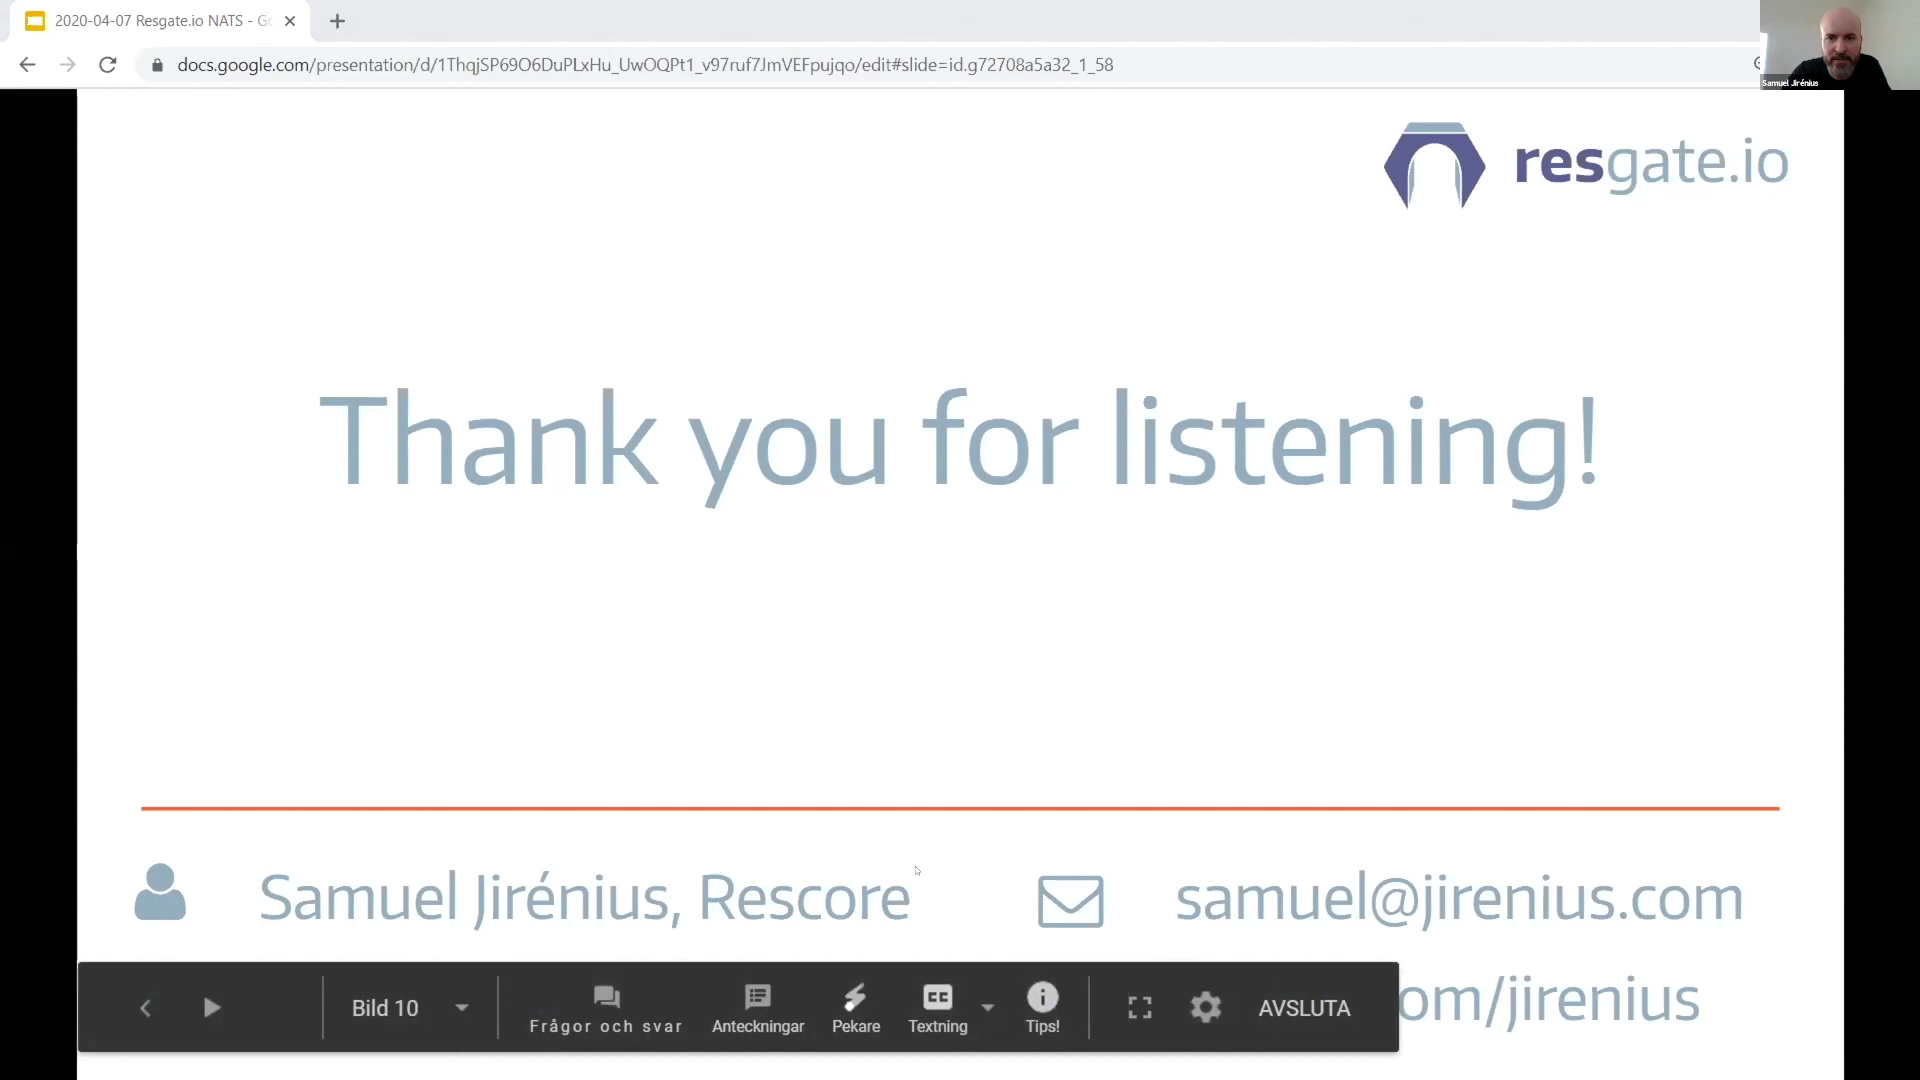 2020-04-07 Resgate.io NATS - Go
docs.google.com/presentation/d/1ThqjSP69O6DuPLxHu_UwOQPt1_v97ruf7JmVEFpujqo/edit#slide=id.g72708a5a32_1_58
Samuel Jirénius
resgate.io
Thank you for listening!
Samuel Jirénius, Rescore
samuel@jirenius.com
om/jirenius
Bild 10
Frågor och svar
Anteckningar
Pekare
Textning
Tips!
AVSLUTA